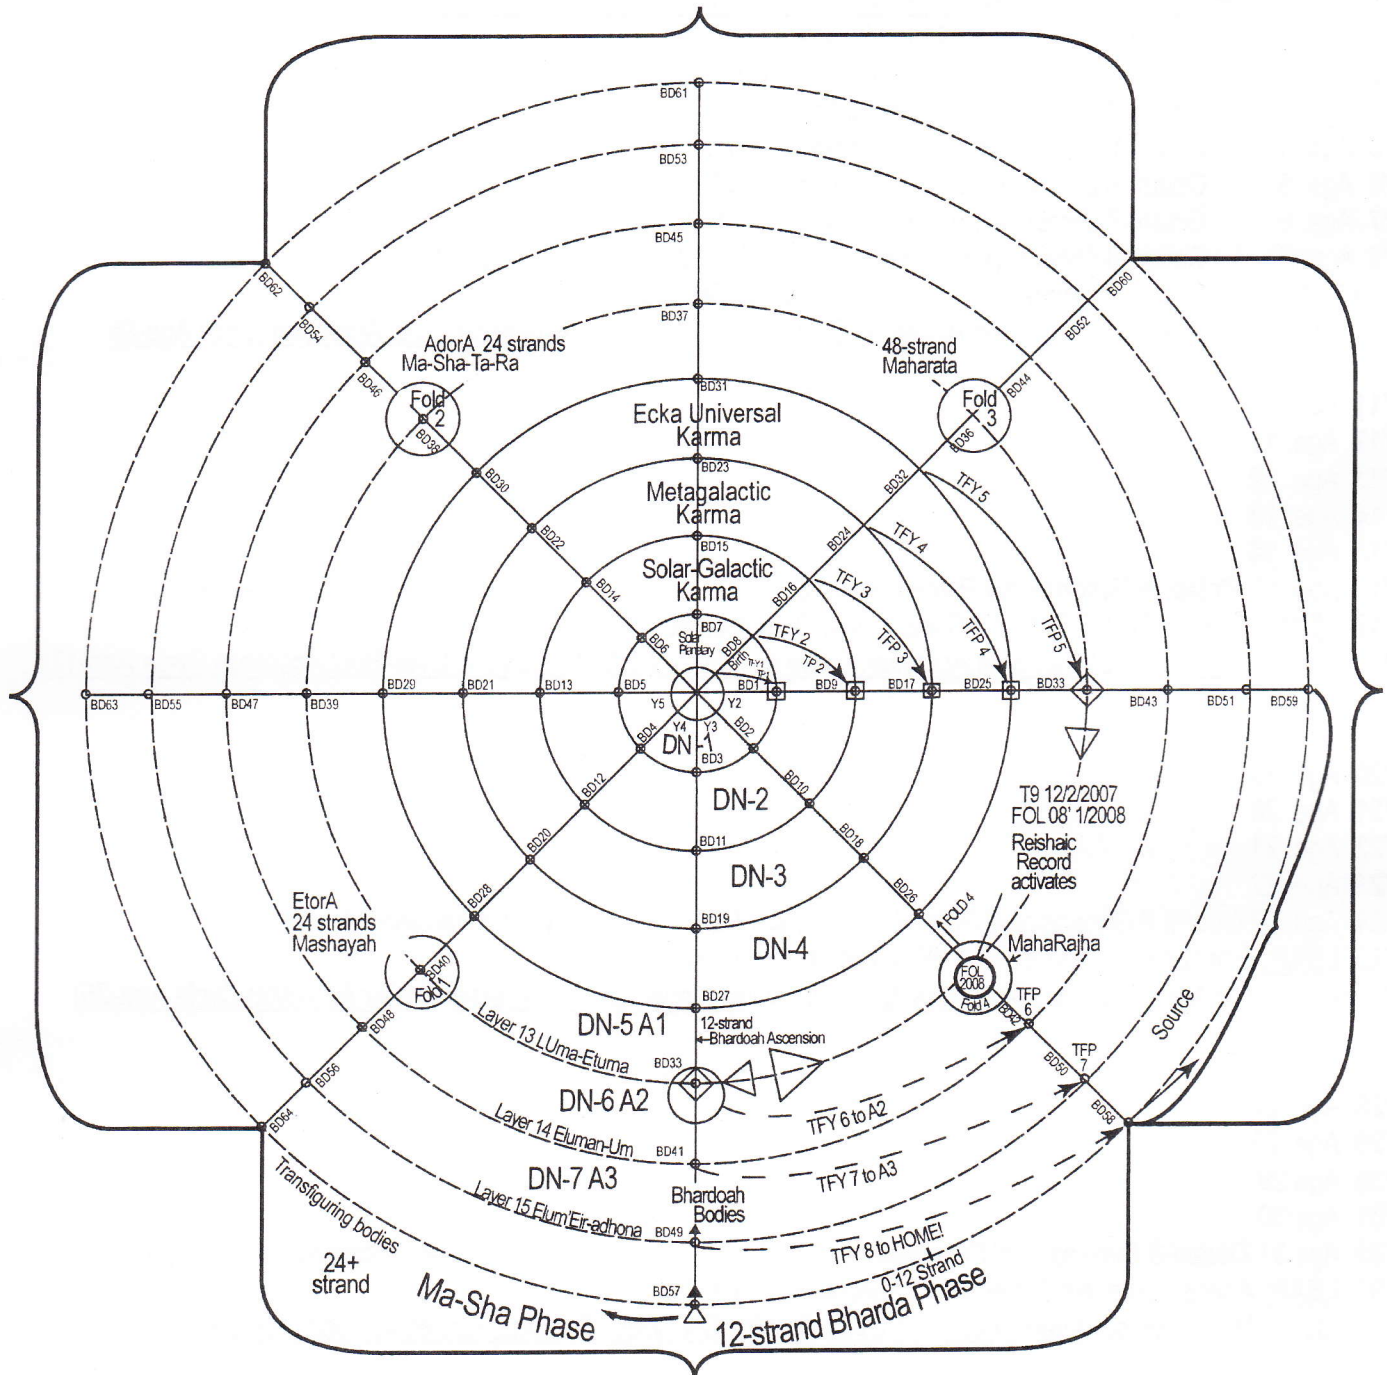 BD61
BD53
BD45
BD37
BD31
BD62
BD54
BD46
BD38
BD30
BD22
BD14
BD6
BD60
BD52
BD44
BD36
BD32
BD24
BD16
BD8
AdorA 24 strands
Ma-Sha-Ta-Ra
Fold
2
48-strand
Maharata
Fold
3
Ecka Universal
Karma
BD23
Metagalactic
Karma
BD15
Solar-Galactic
Karma
BD7
Solar
Birth
TFY1
TFY 2
TP 2
TFY 3
TFP 3
TFY 4
TFP 4
TFY 5
TFP 5
BD63
BD55
BD47
BD39
BD29
BD21
BD13
BD5
BD1
BD9
BD17
BD25
BD33
BD43
BD51
BD59
Y5
Y4
Y3
Y2
DN-1
BD4
BD12
BD20
BD28
BD40
BD48
BD56
BD64
BD2
BD10
BD18
BD26
BD42
BD50
BD58
BD3
DN-2
BD11
DN-3
BD19
DN-4
BD27
DN-5 A1
12-strand
Bhardoah Ascension
BD33
DN-6 A2
BD41
DN-7 A3
Bhardoah
Bodies
BD49
BD57
T9 12/2/2007
FOL 08' 1/2008
Reishaic
Record
activates
FOLD 4
MahaRajha
FOL
2008
Fold 4
TFP
6
TFP
7
Source
EtorA
24 strands
Mashayah
Fold 1
Layer 13 LUma-Etuma
Layer 14 Eluman-Um
Layer 15 Elum'Eir-adhona
Transfiguring bodies
24+
strand
TFY 6 to A2
TFY 7 to A3
TFY 8 to HOME!
0-12 Strand
Ma-Sha Phase
12-strand Bharda Phase